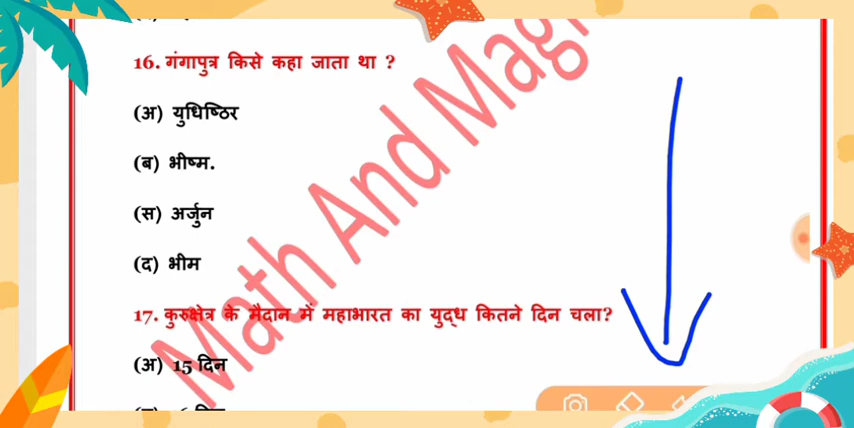 16. गंगापुत्र किसे कहा जाता था ?
(अ) युधिष्ठिर
(ब) भीष्म.
(स) अर्जुन
(द) भीम
17. कुरुक्षेत्र के मैदान में महाभारत का युद्ध कितने दिन चला?
(अ) 15 दिन
Math And Magi